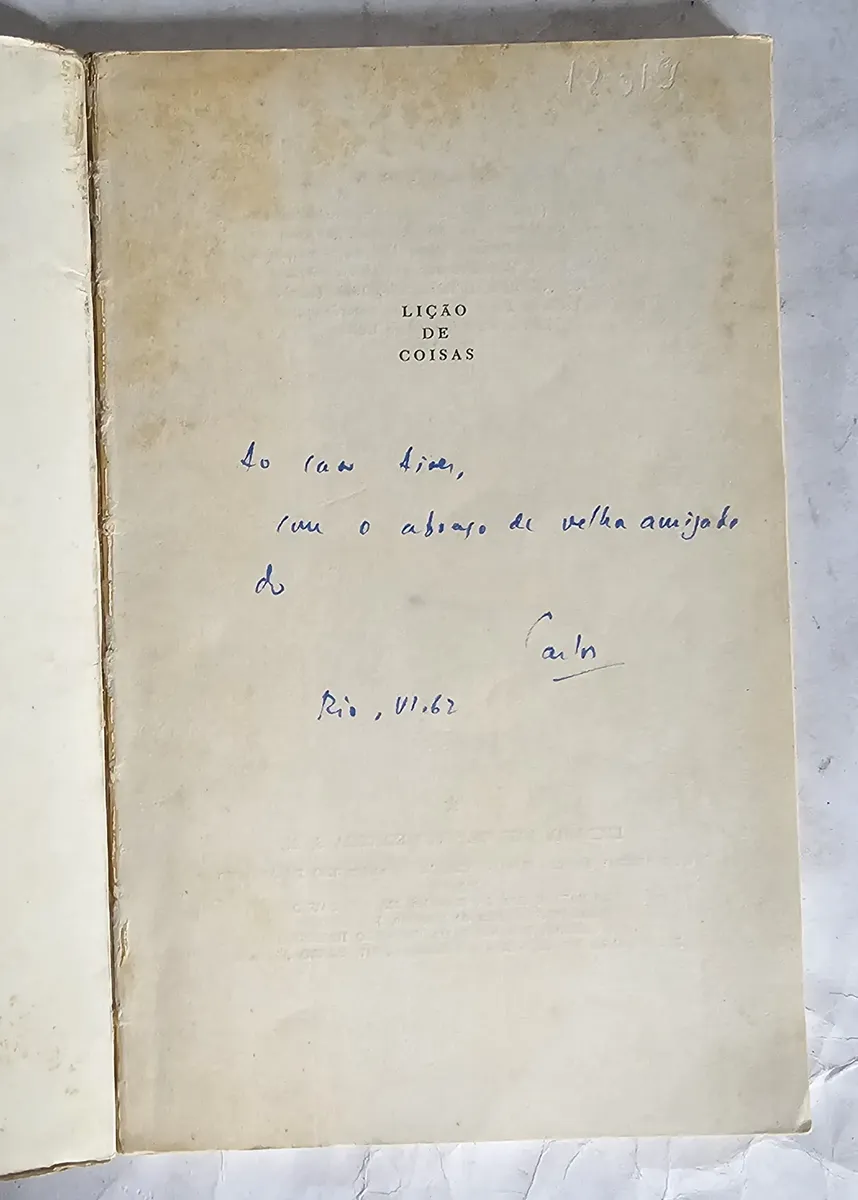 LIÇÃO
DE
COISAS
Ao caro Aires,
com o abraço de velha amizade
do
Carlos
Rio, VI.62